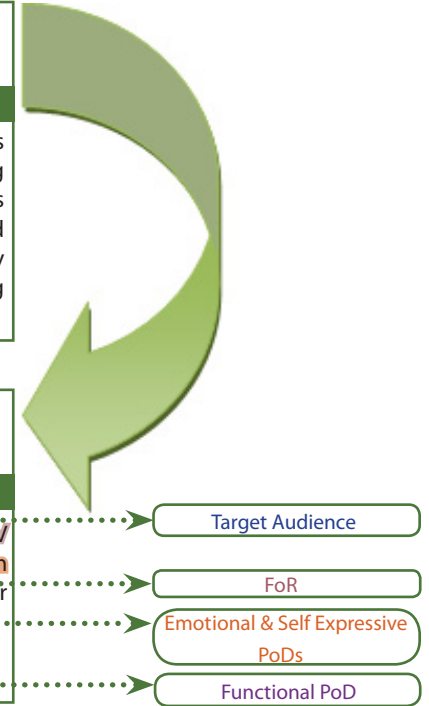 Target Audience
FoR
Emotional & Self Expressive
PoDs
Functional PoD